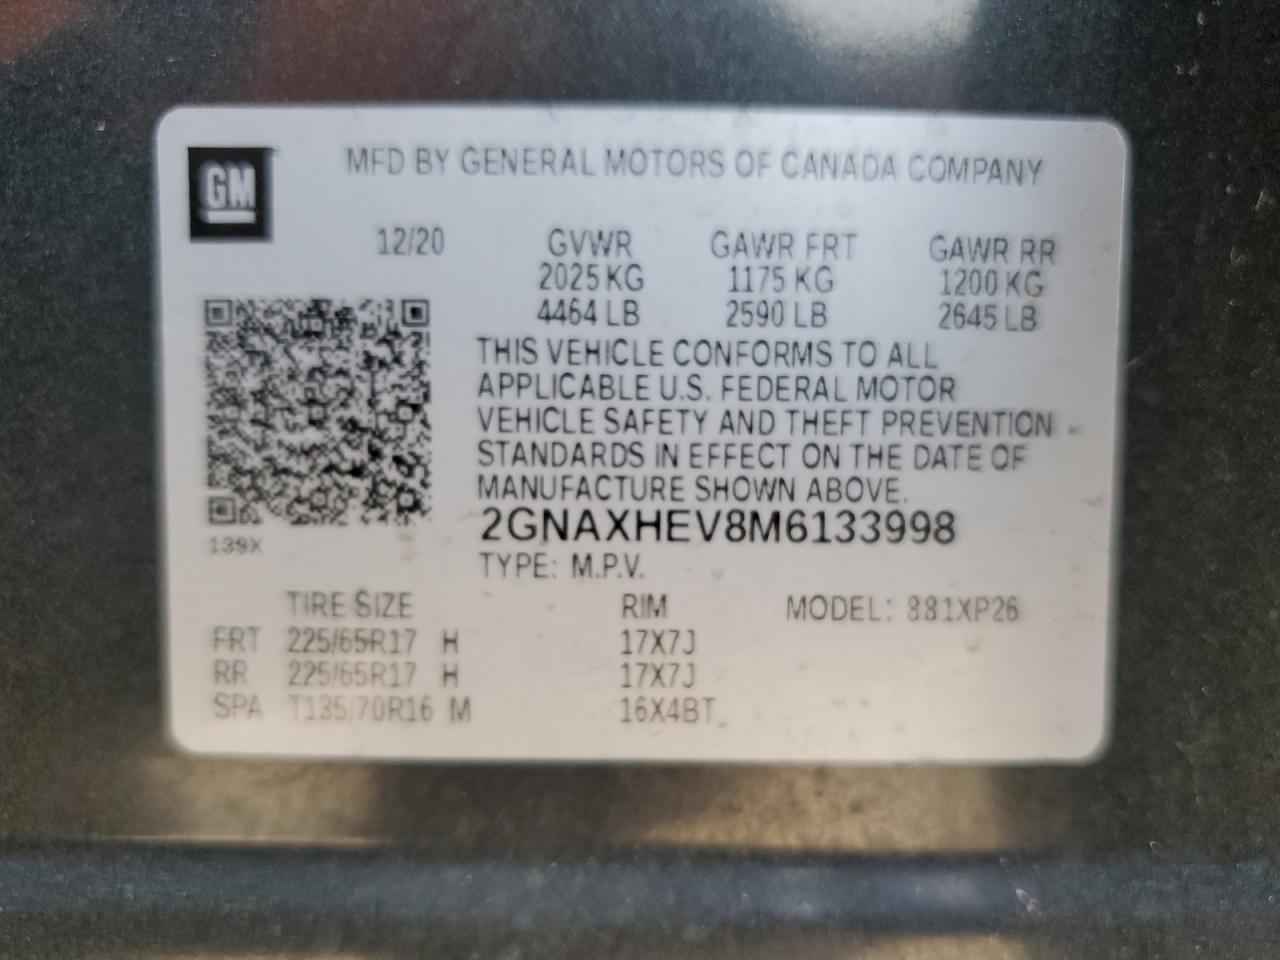 GM
MFD BY GENERAL MOTORS OF CANADA COMPANY
12/20 GVWR GAWR FRT GAWR RR
2025 KG 1175 KG 1200 KG
4464 LB 2590 LB 2645 LB
THIS VEHICLE CONFORMS TO ALL
APPLICABLE U.S. FEDERAL MOTOR
VEHICLE SAFETY AND THEFT PREVENTION
STANDARDS IN EFFECT ON THE DATE OF
MANUFACTURE SHOWN ABOVE.
2GNAXHEV8M6133998
139X
TYPE: M.P.V.
TIRE SIZE RIM MODEL: 881XP26
FRT 225/65R17 H 17X7J
RR 225/65R17 H 17X7J
SPA T135/70R16 M 16X4BT